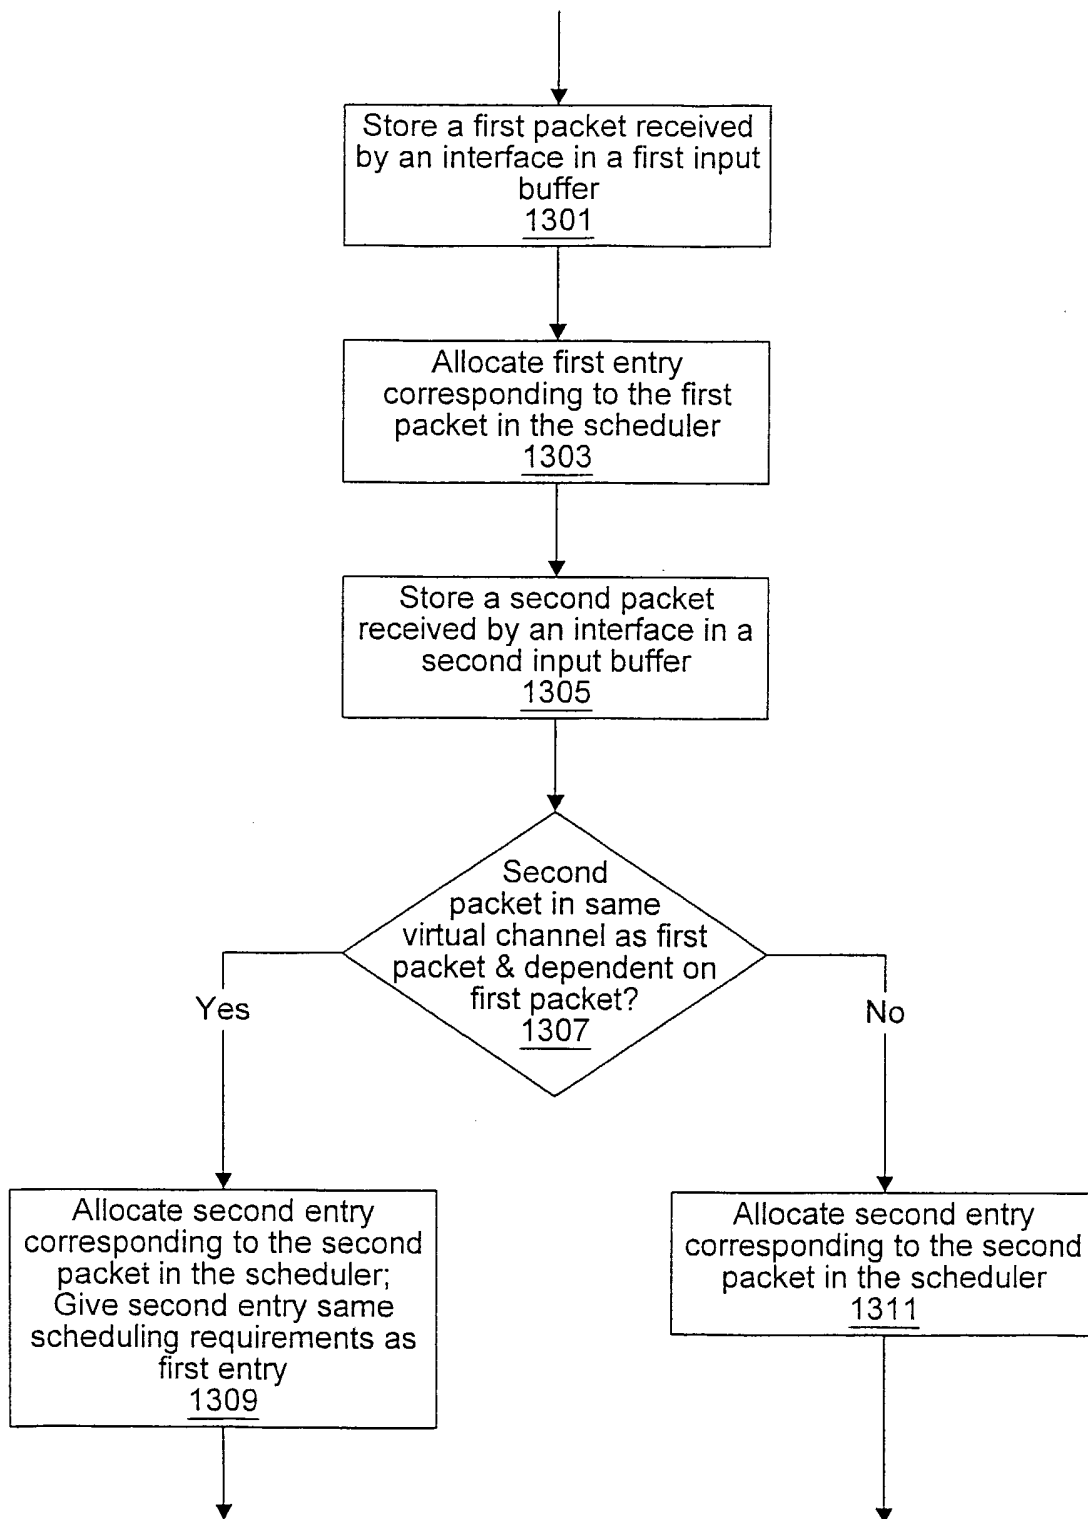 Store a first packet received
by an interface in a first input
buffer
1301
Allocate first entry
corresponding to the first
packet in the scheduler
1303
Store a second packet
received by an interface in a
second input buffer
1305
Second
packet in same
virtual channel as first
packet & dependent on
first packet?
1307
Yes
No
Allocate second entry
corresponding to the second
packet in the scheduler;
Give second entry same
scheduling requirements as
first entry
1309
Allocate second entry
corresponding to the second
packet in the scheduler
1311